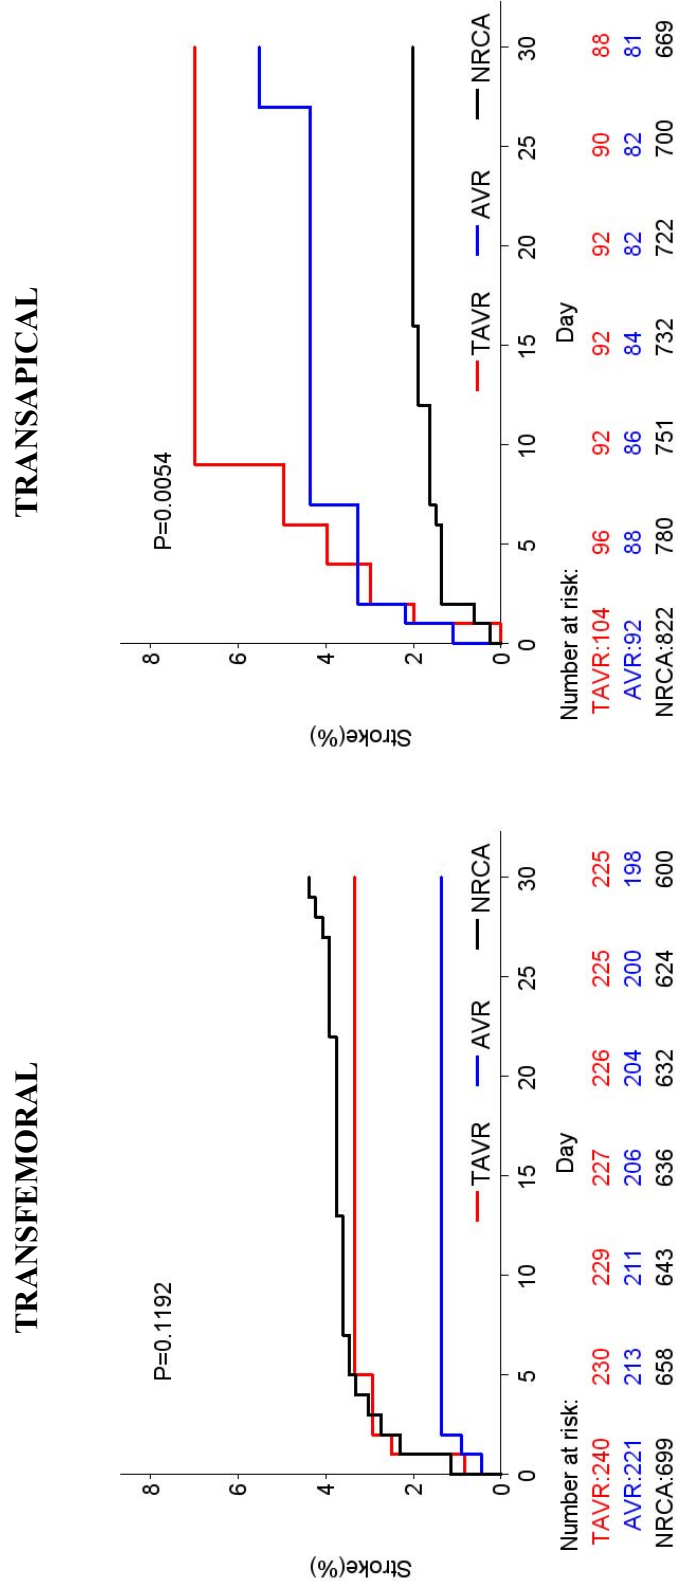 TRANSFEMORAL
P=0.1192
Stroke(%)
8
6
4
2
0
TAVR AVR NRCA
0 5 10 15 20 25 30
Day
Number at risk:
TAVR:240 230 229 227 226 225 225
AVR:221 213 211 206 204 200 198
NRCA:699 658 643 636 632 624 600
TRANSAPICAL
P=0.0054
Stroke(%)
8
6
4
2
0
TAVR AVR NRCA
0 5 10 15 20 25 30
Day
Number at risk:
TAVR:104 96 92 92 92 90 88
AVR:92 88 86 84 82 82 81
NRCA:822 780 751 732 722 700 669